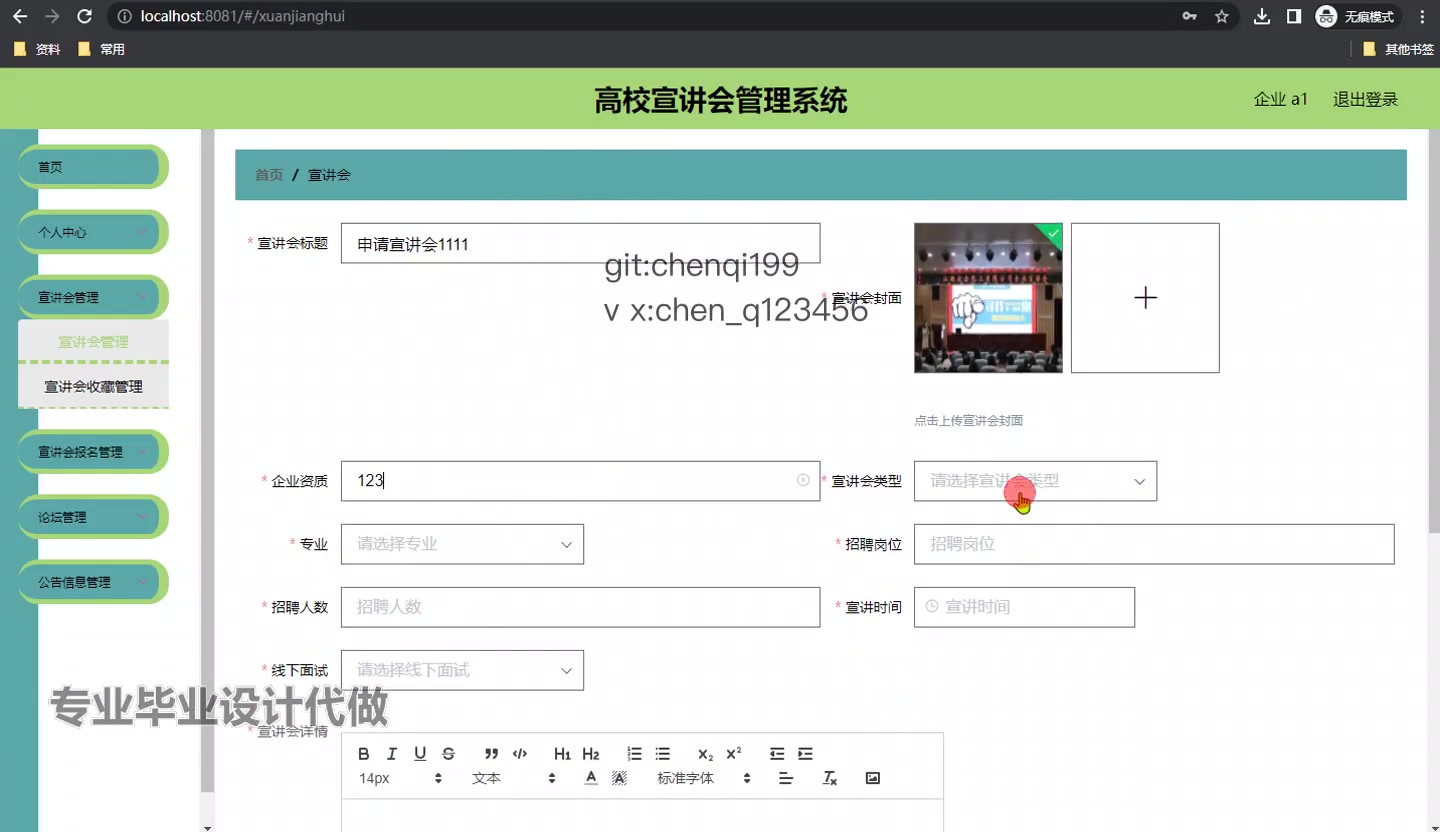 localhost:8081/#/xuanjianghui
无痕模式
资料
常用
其他书签
高校宣讲会管理系统
企业 a1
退出登录
首页
个人中心
宣讲会管理
宣讲会管理
宣讲会收藏管理
宣讲会报名管理
论坛管理
公告信息管理
首页 / 宣讲会
* 宣讲会标题
申请宣讲会1111
git:chenqi199
v x:chen_q123456
* 宣讲会封面
点击上传宣讲会封面
* 企业资质
123
* 宣讲会类型
请选择宣讲会类型
* 专业
请选择专业
* 招聘岗位
招聘岗位
* 招聘人数
招聘人数
* 宣讲时间
宣讲时间
* 线下面试
请选择线下面试
专业毕业设计代做
* 宣讲会详情
B I U S H1 H2 X2 X2
14px
文本
A
标准字体